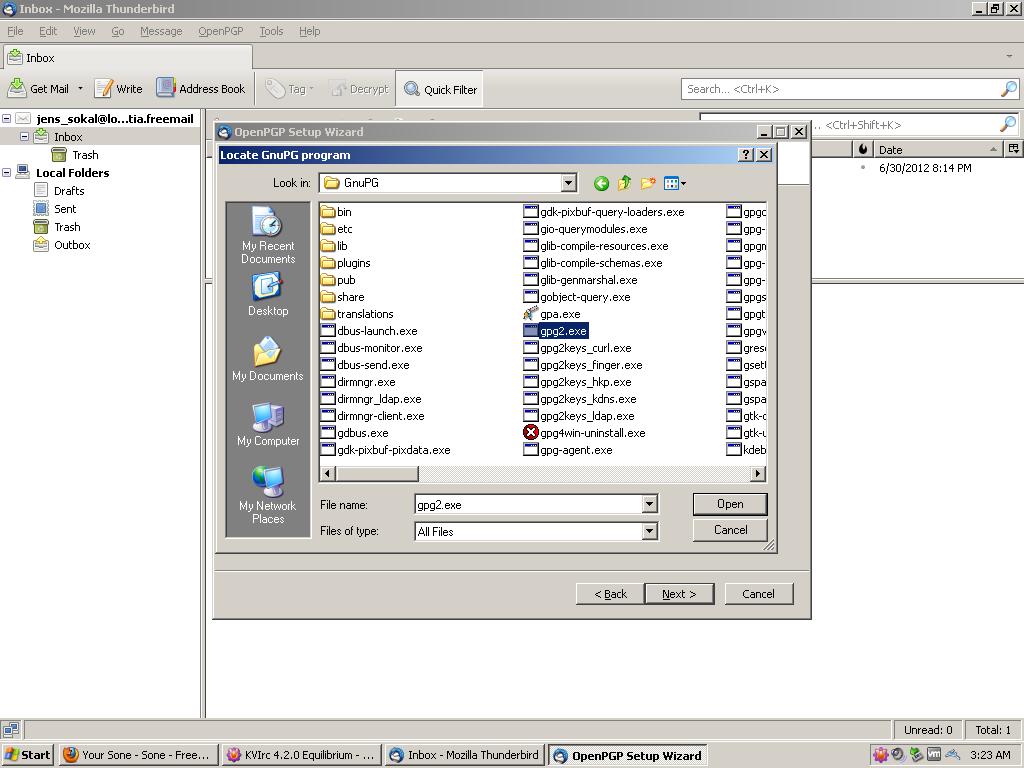 Inbox - Mozilla Thunderbird
File Edit View Go Message OpenPGP Tools Help
Inbox
Get Mail Write Address Book Tag Decrypt Quick Filter Search... <Ctrl+K>
jens_sokal@lo...tia.freemail
Inbox
Trash
Local Folders
Drafts
Sent
Trash
Outbox
.. <Ctrl+Shift+K>
Date
6/30/2012 8:14 PM
OpenPGP Setup Wizard
Locate GnuPG program
Look in: GnuPG
My Recent
Documents
Desktop
My Documents
My Computer
My Network
Places
bin
etc
lib
plugins
pub
share
translations
dbus-launch.exe
dbus-monitor.exe
dbus-send.exe
dirmngr.exe
dirmngr_ldap.exe
dirmngr-client.exe
gdbus.exe
gdk-pixbuf-pixdata.exe
gdk-pixbuf-query-loaders.exe
gio-querymodules.exe
glib-compile-resources.exe
glib-compile-schemas.exe
glib-genmarshal.exe
gobject-query.exe
gpa.exe
gpg2.exe
gpg2keys_curl.exe
gpg2keys_finger.exe
gpg2keys_hkp.exe
gpg2keys_kdns.exe
gpg2keys_ldap.exe
gpg4win-uninstall.exe
gpg-agent.exe
gpgc
gpg-
gpgn
gpg-
gpg-
gpgs
gpgt
gpgv
gres
gset
gspa
gspa
gtk-
gtk-u
kdeb
File name: gpg2.exe
Open
Files of type: All Files
Cancel
< Back Next > Cancel
Unread: 0 Total: 1
Start Your Sone - Sone - Free... KVIrc 4.2.0 Equilibrium - ... Inbox - Mozilla Thunderbird OpenPGP Setup Wizard 3:23 AM